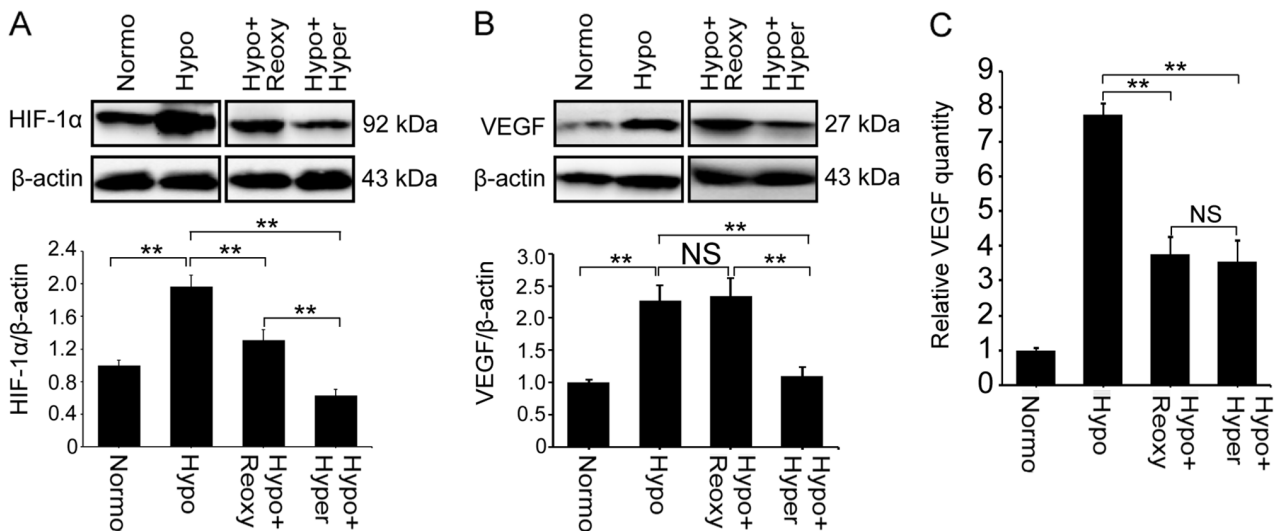 A
Normo
Hypo
Hypo+
Reoxy
Hypo+
Hyper
HIF-1α
92 kDa
β-actin
43 kDa
HIF-1α/β-actin
2.4
2.0
1.6
1.2
0.8
0.4
0
**
**
**
**
Normo
Hypo
Hypo+
Reoxy
Hypo+
Hyper
B
Normo
Hypo
Hypo+
Reoxy
Hypo+
Hyper
VEGF
27 kDa
β-actin
43 kDa
VEGF/β-actin
3.0
2.5
2.0
1.5
1.0
0.5
0
**
**
NS
**
Normo
Hypo
Hypo+
Reoxy
Hypo+
Hyper
C
Relative VEGF quantity
9
8
7
6
5
4
3
2
1
0
**
**
NS
Normo
Hypo
Hypo+
Reoxy
Hypo+
Hyper